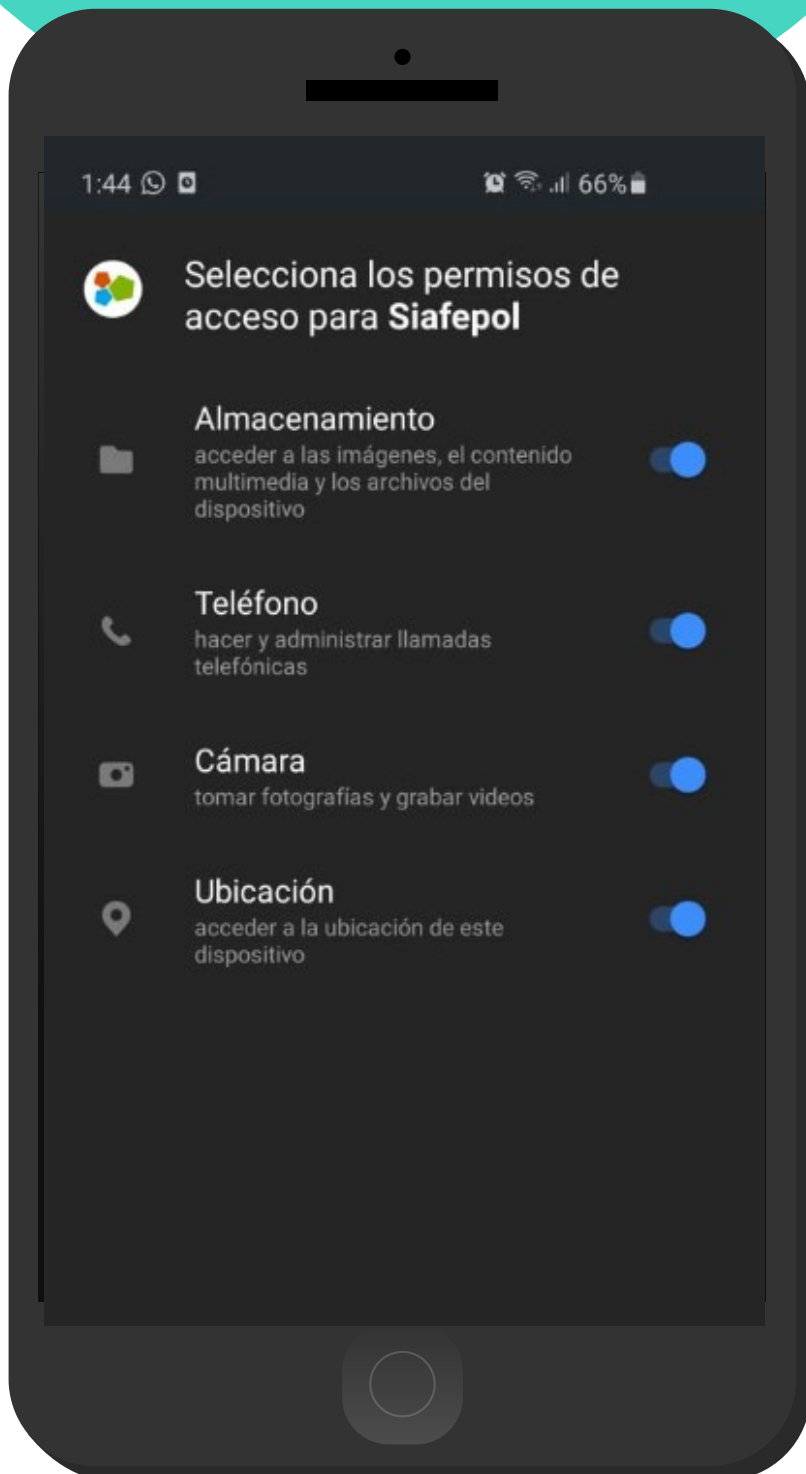 1:44 66%
Selecciona los permisos de
acceso para Siafepol
Almacenamiento
acceder a las imágenes, el contenido
multimedia y los archivos del
dispositivo
Teléfono
hacer y administrar llamadas
telefónicas
Cámara
tomar fotografías y grabar videos
Ubicación
acceder a la ubicación de este
dispositivo